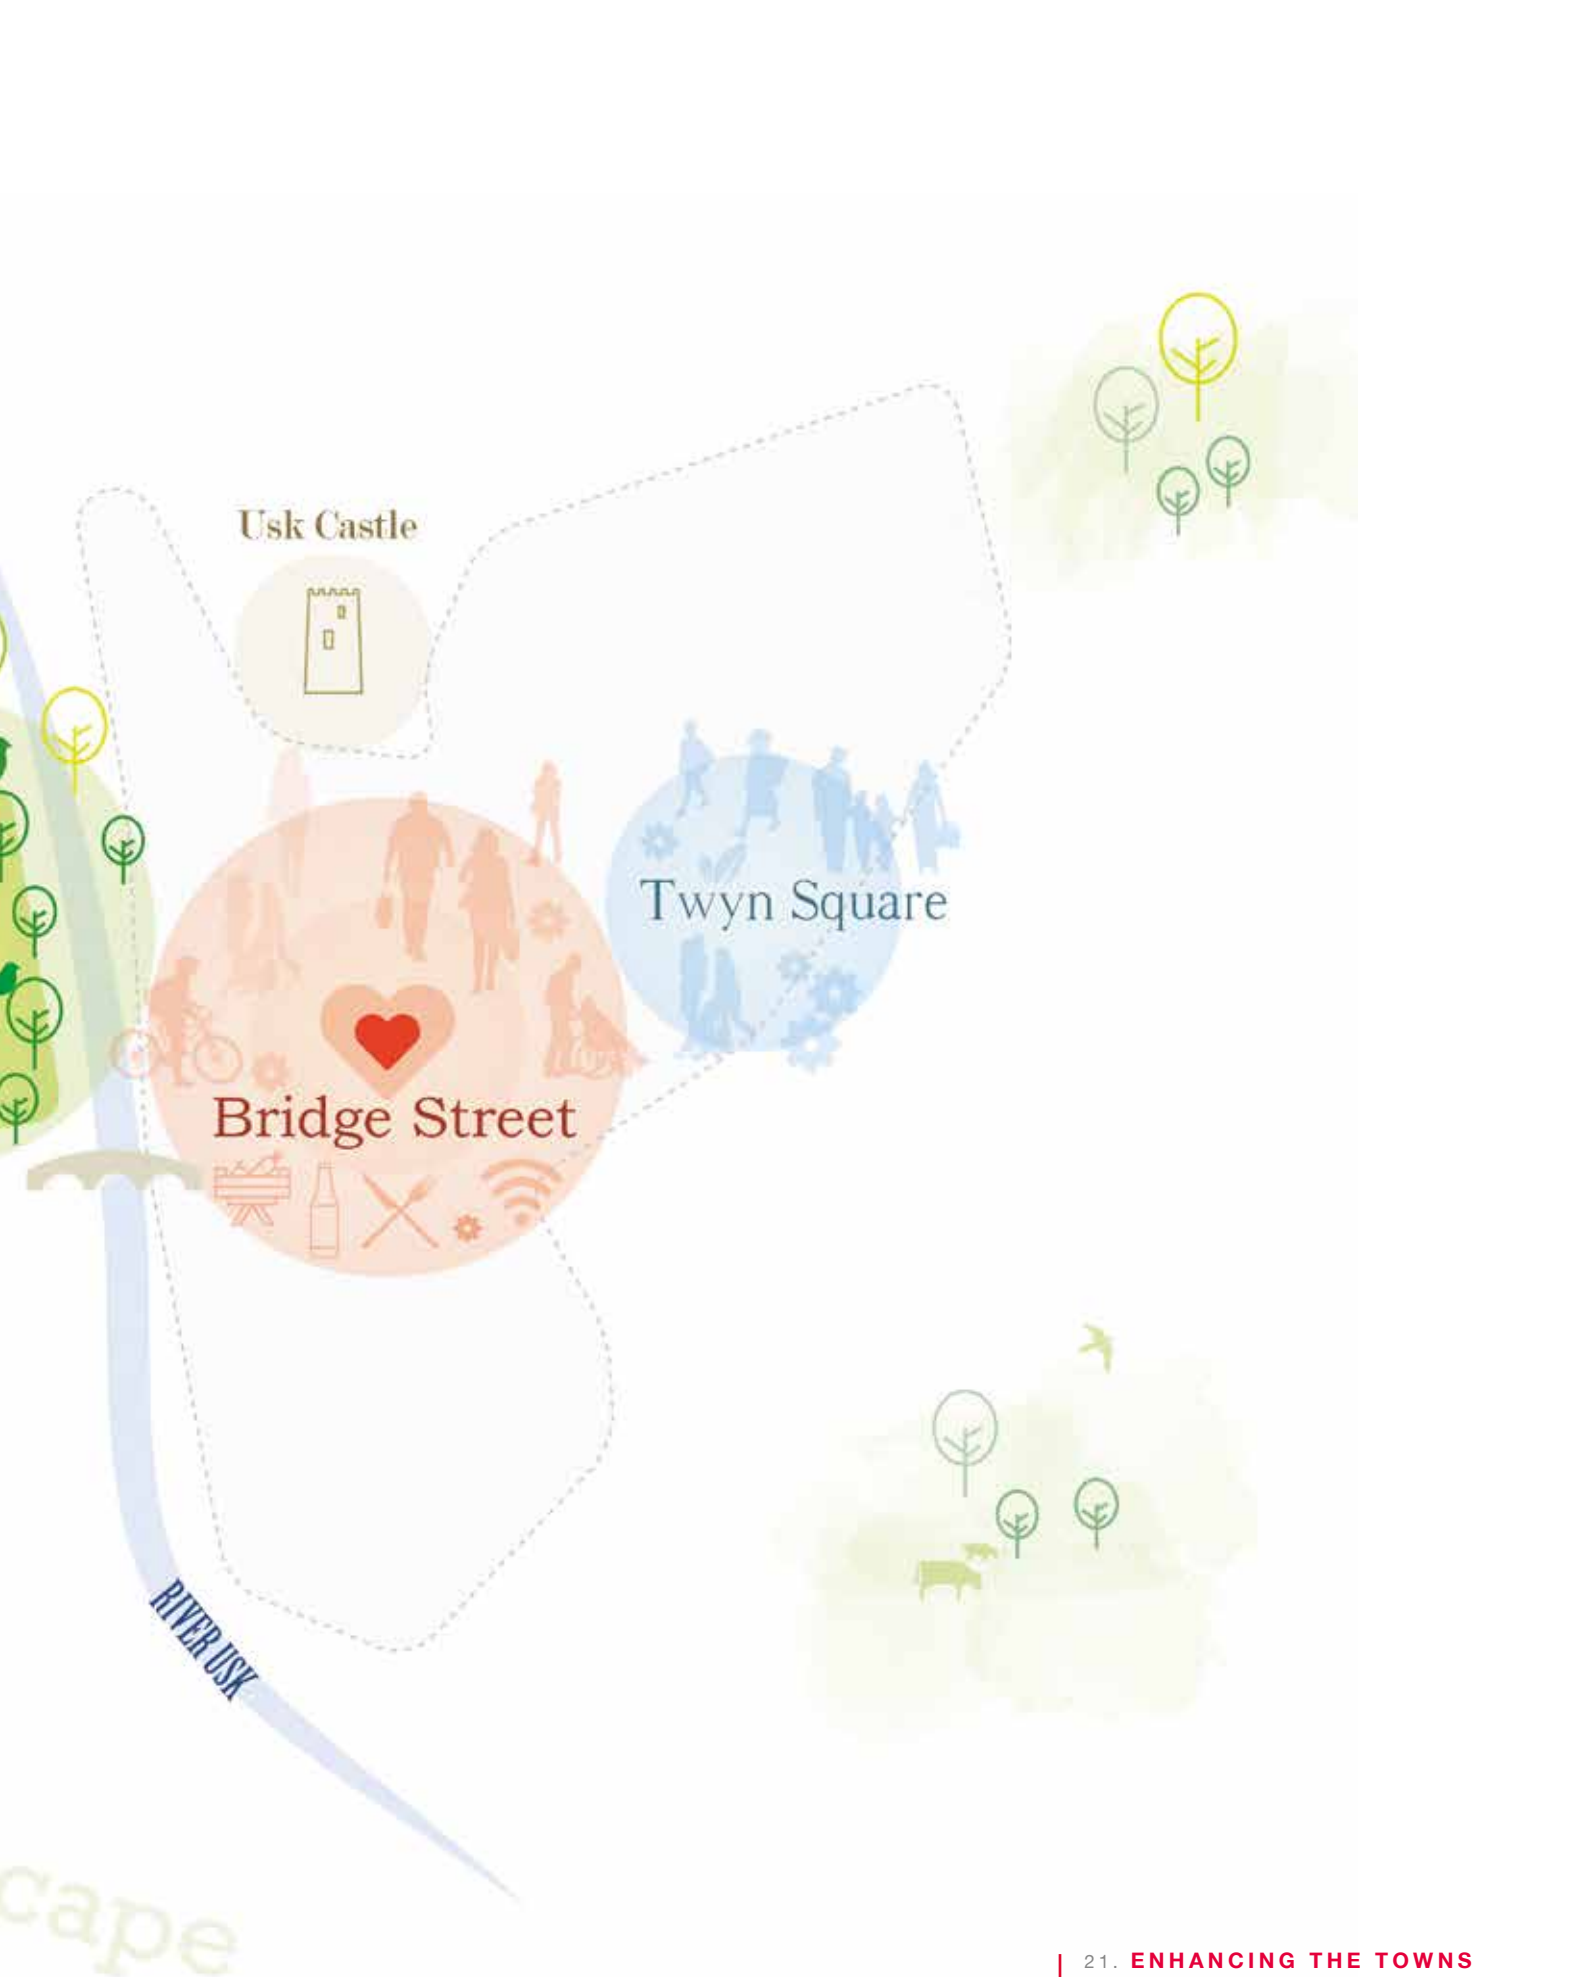 Usk Castle
Twyn Square
Bridge Street
RIVER USK
cape
21. ENHANCING THE TOWNS